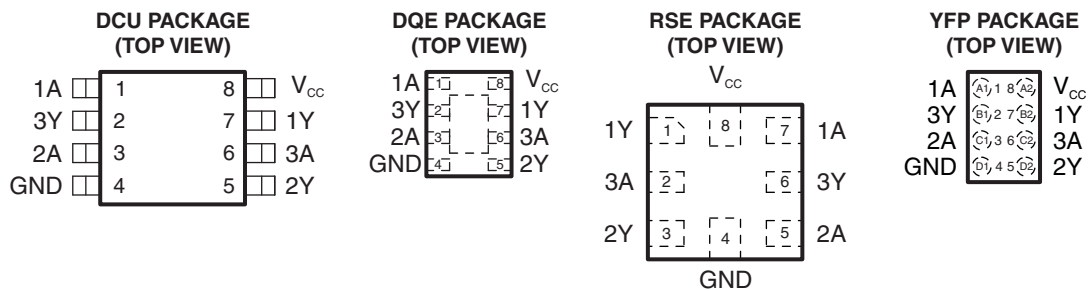 DCU PACKAGE
(TOP VIEW)
1A 1 8 VCC
3Y 2 7 1Y
2A 3 6 3A
GND 4 5 2Y
DQE PACKAGE
(TOP VIEW)
1A 1 8 VCC
3Y 2 7 1Y
2A 3 6 3A
GND 4 5 2Y
RSE PACKAGE
(TOP VIEW)
VCC
1Y 1 8 7 1A
3A 2 6 3Y
2Y 3 4 5 2A
GND
YFP PACKAGE
(TOP VIEW)
1A A1 1 8 A2 VCC
3Y B1 2 7 B2 1Y
2A C1 3 6 C2 3A
GND D1 4 5 D2 2Y